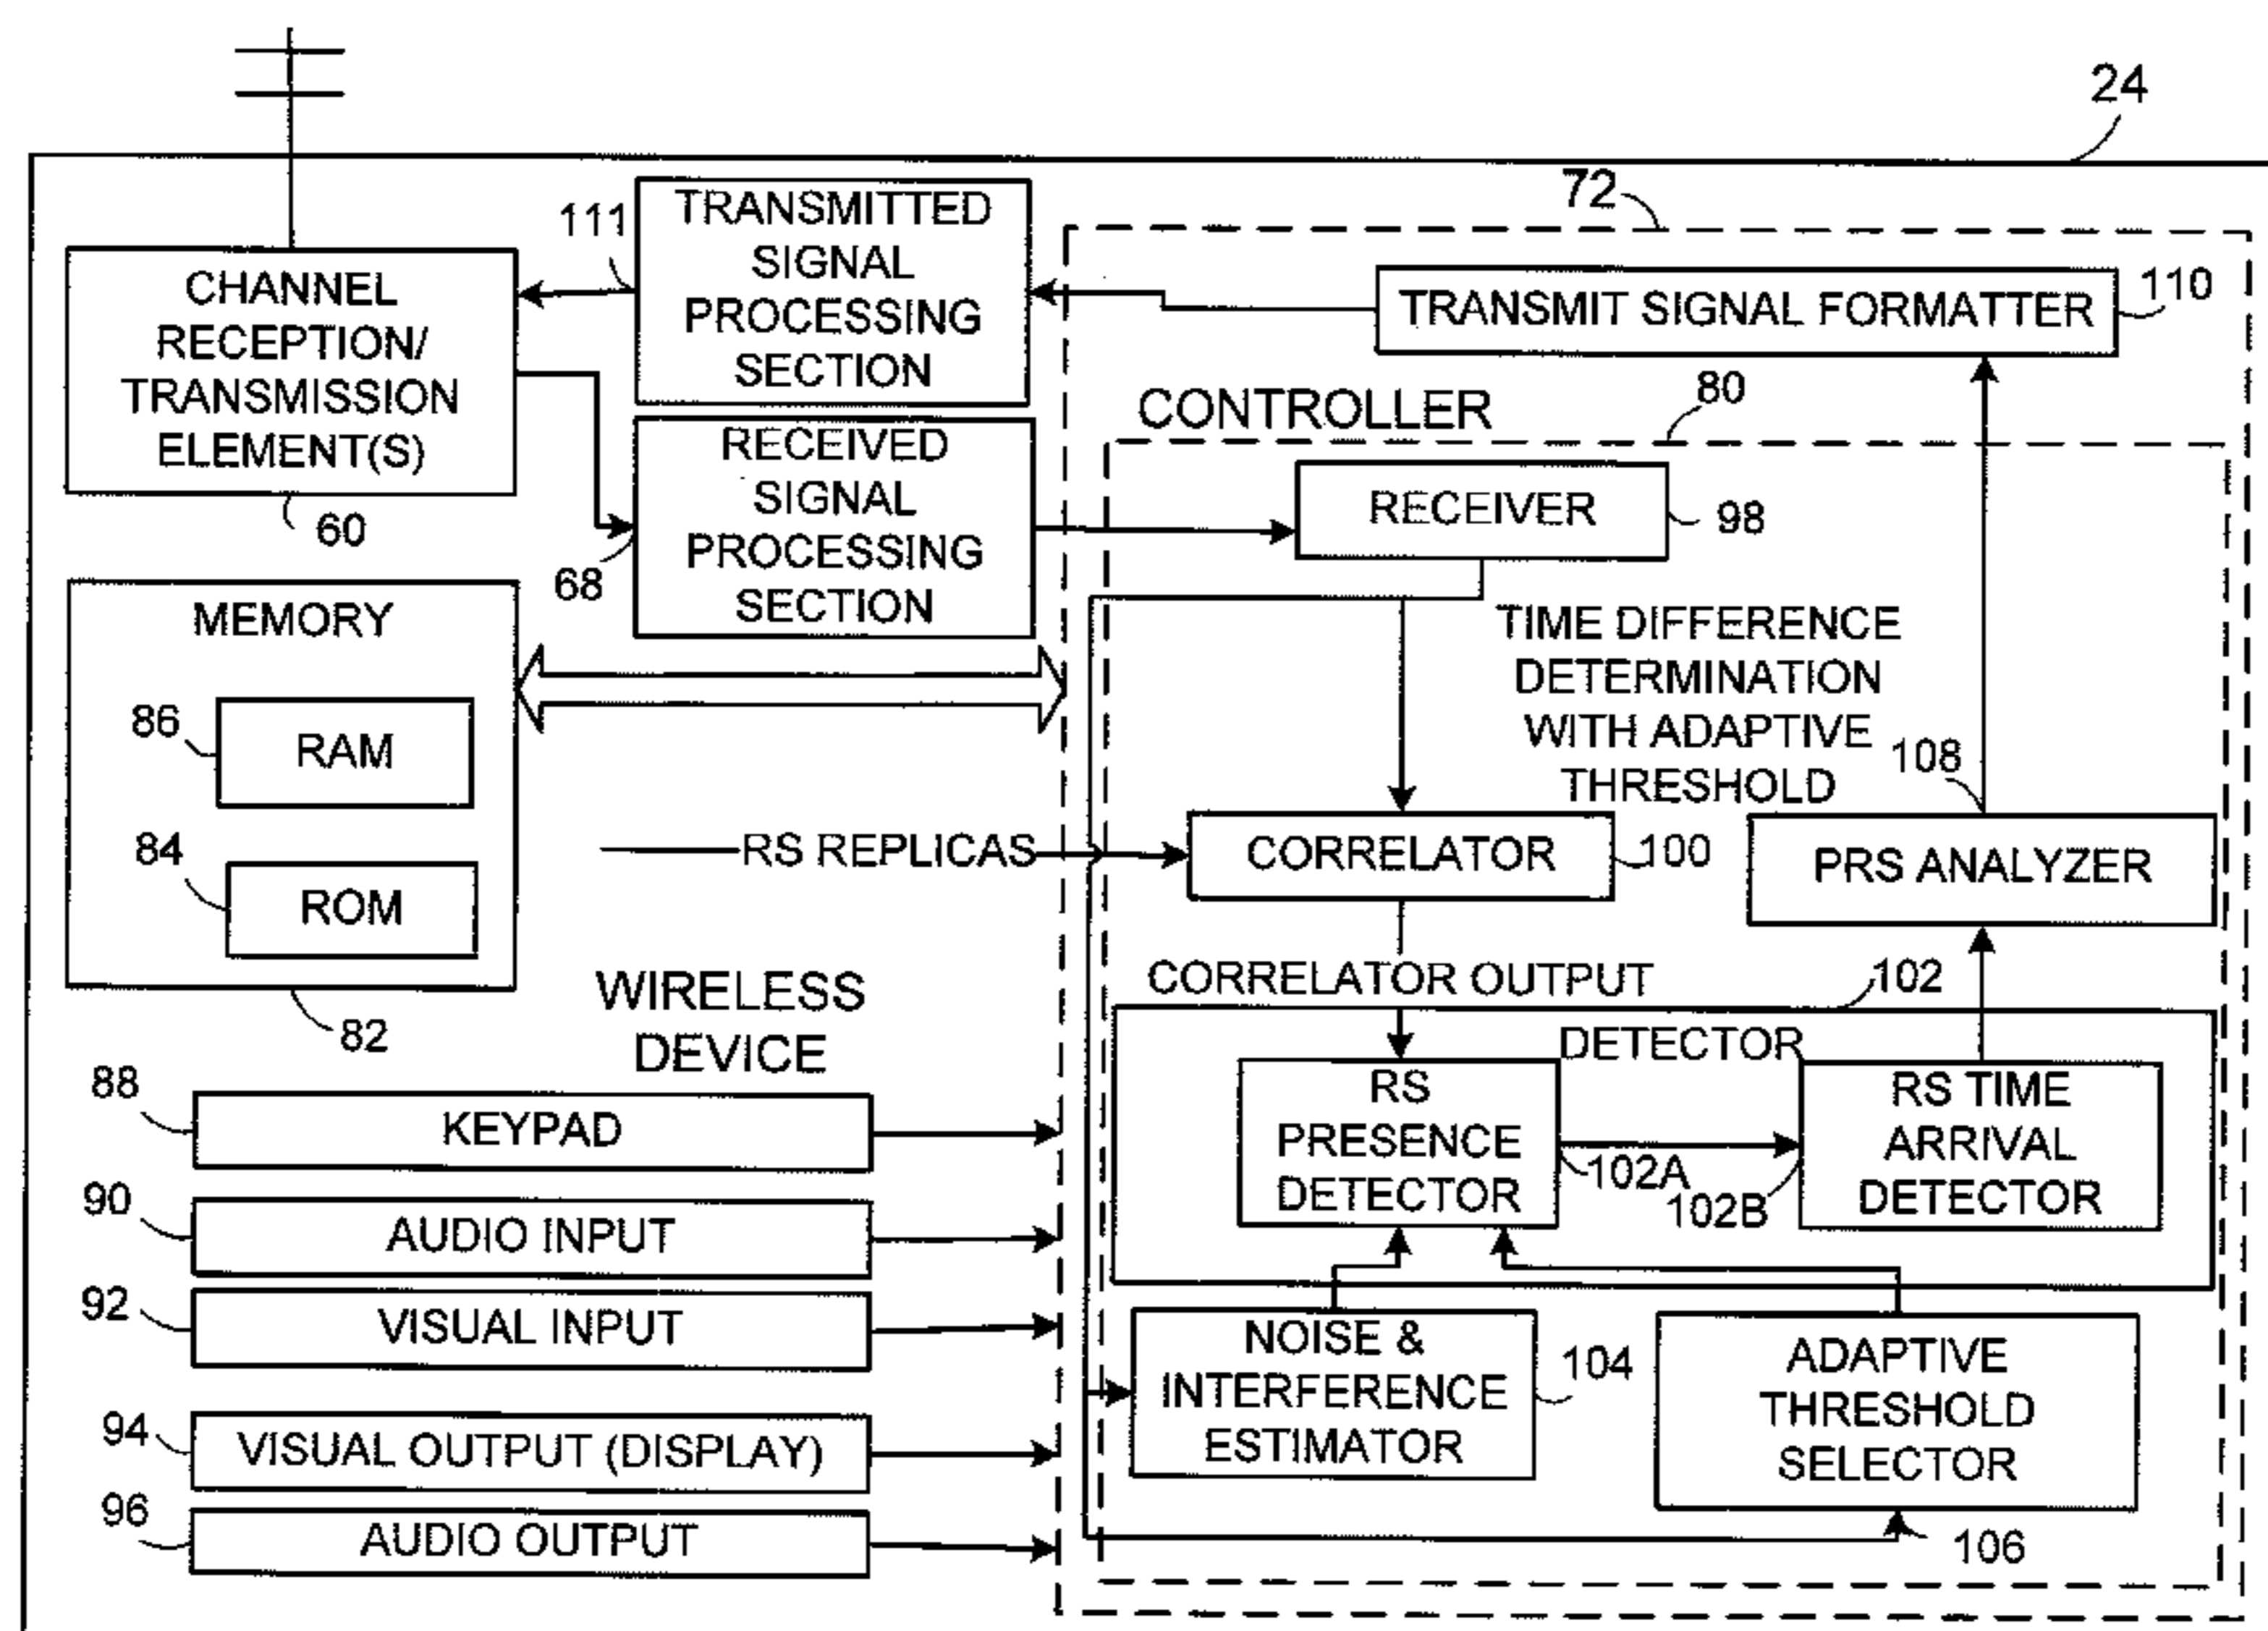 24
72
111
TRANSMITTED
SIGNAL
PROCESSING
SECTION
CHANNEL
RECEPTION/
TRANSMISSION
ELEMENT(S)
60
TRANSMIT SIGNAL FORMATTER
110
CONTROLLER
80
RECEIVED
SIGNAL
PROCESSING
SECTION
68
RECEIVER
98
MEMORY
86
RAM
84
ROM
82
TIME DIFFERENCE
DETERMINATION
WITH ADAPTIVE
THRESHOLD
108
RS REPLICAS
CORRELATOR
100
PRS ANALYZER
WIRELESS
DEVICE
CORRELATOR OUTPUT
102
DETECTOR
RS
PRESENCE
DETECTOR
102A
102B
RS TIME
ARRIVAL
DETECTOR
88
KEYPAD
90
AUDIO INPUT
92
VISUAL INPUT
94
VISUAL OUTPUT (DISPLAY)
96
AUDIO OUTPUT
NOISE &
INTERFERENCE
ESTIMATOR
104
ADAPTIVE
THRESHOLD
SELECTOR
106